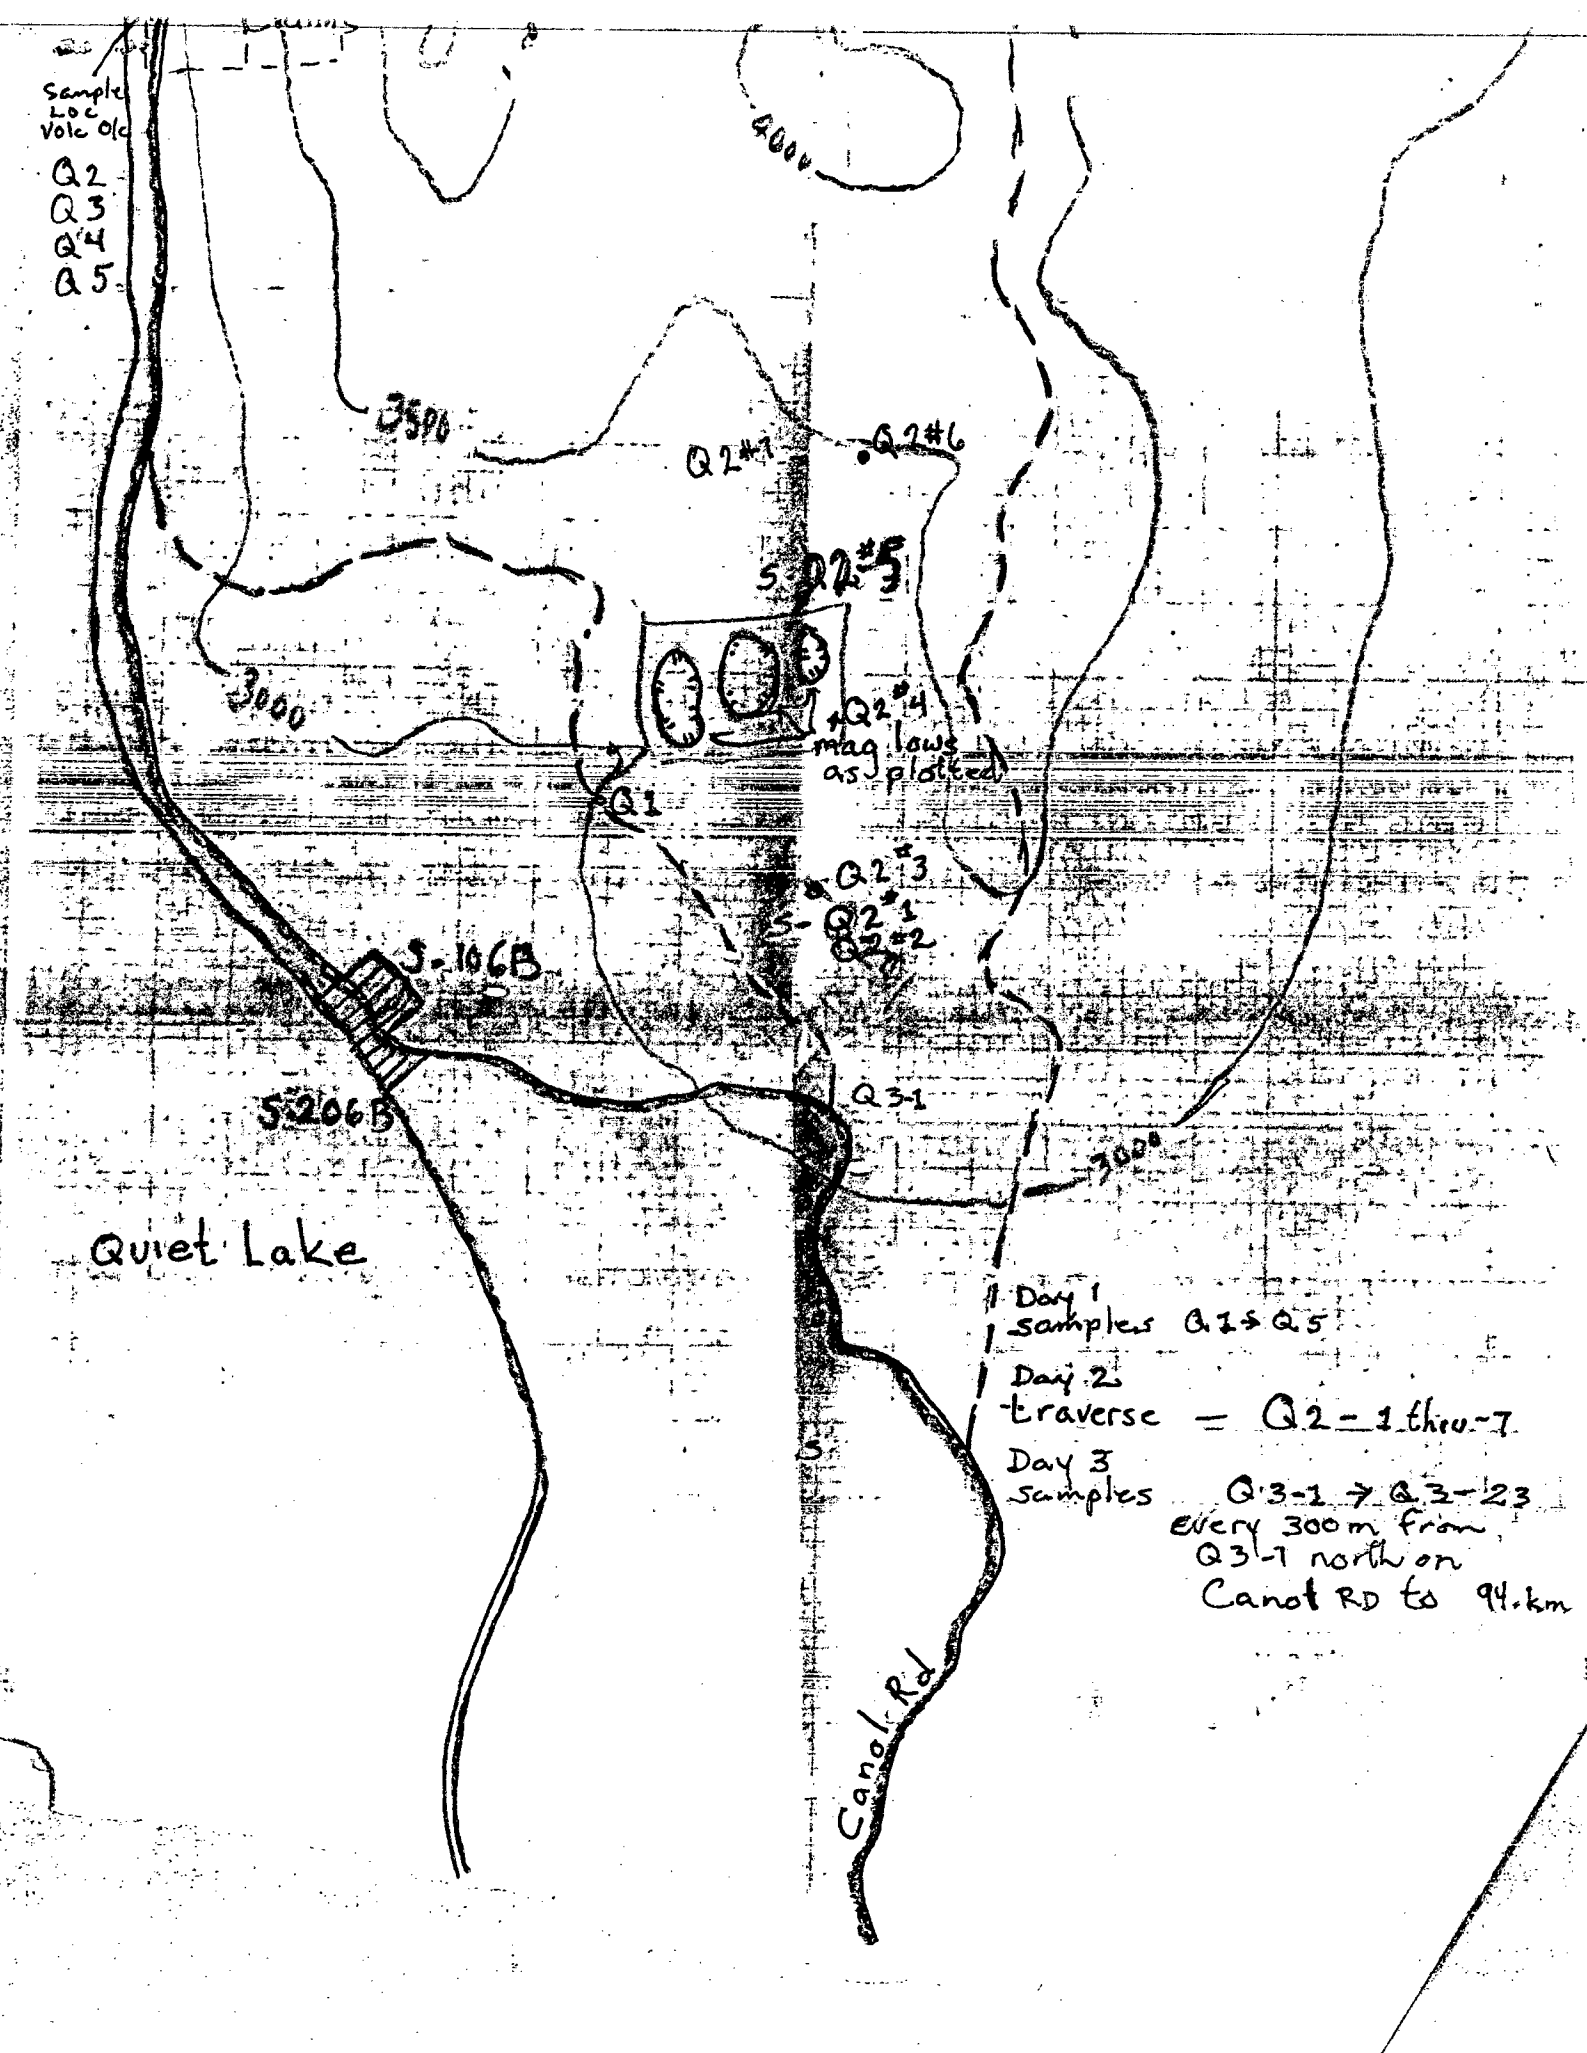 Sample
Loc
Volc O/c
Q2
Q3
Q4
Q5
4000
3500
Q2#7
Q2#6
S- Q2#5
3000
Q2#4
mag lows
as plotted
Q1
Q2#3
S- Q2#1
Q2#2
S-106B
S-206B
Q3-1
3000
Quiet Lake
Day 1
samples Q1→Q5
Day 2
traverse = Q2-1 thru-7
Day 3
samples Q3-1 → Q3-23
every 300m from
Q3-1 north on
Canol RD to 94.km
Canol Rd